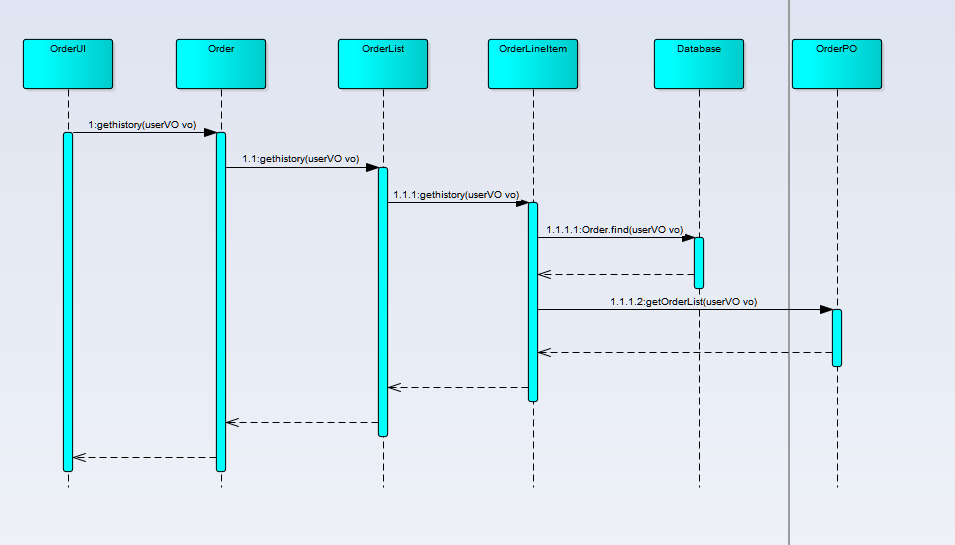 OrderUI
Order
OrderList
OrderLineItem
Database
OrderPO
1:gethistory(userVO vo)
1.1:gethistory(userVO vo)
1.1.1:gethistory(userVO vo)
1.1.1.1:Order.find(userVO vo)
1.1.1.2:getOrderList(userVO vo)